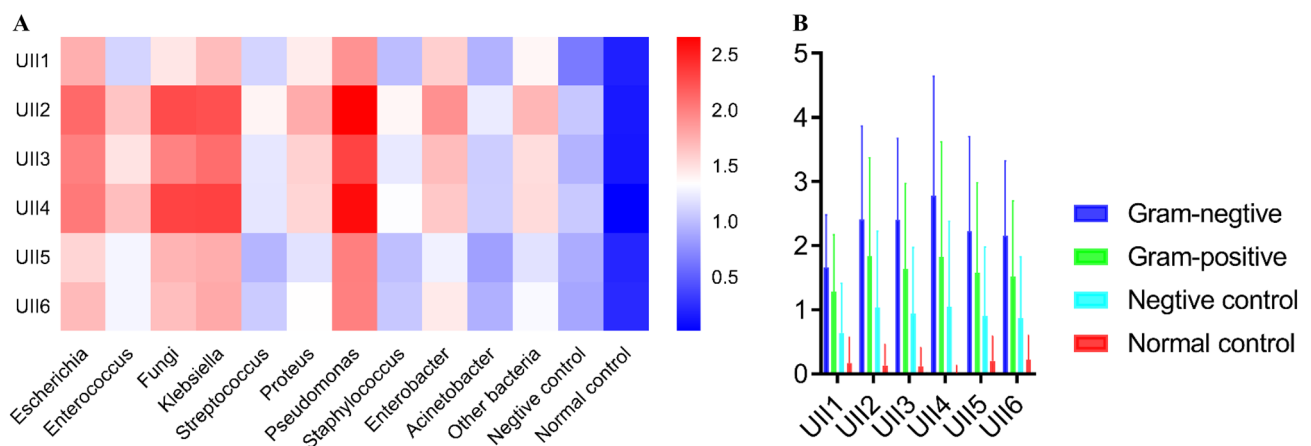 A
UII1
UII2
UII3
UII4
UII5
UII6
Escherichia
Enterococcus
Fungi
Klebsiella
Streptococcus
Proteus
Pseudomonas
Staphylococcus
Enterobacter
Acinetobacter
Other bacteria
Negtive control
Normal control
2.5
2.0
1.5
1.0
0.5
B
5
4
3
2
1
0
UII1
UII2
UII3
UII4
UII5
UII6
Gram-negtive
Gram-positive
Negtive control
Normal control